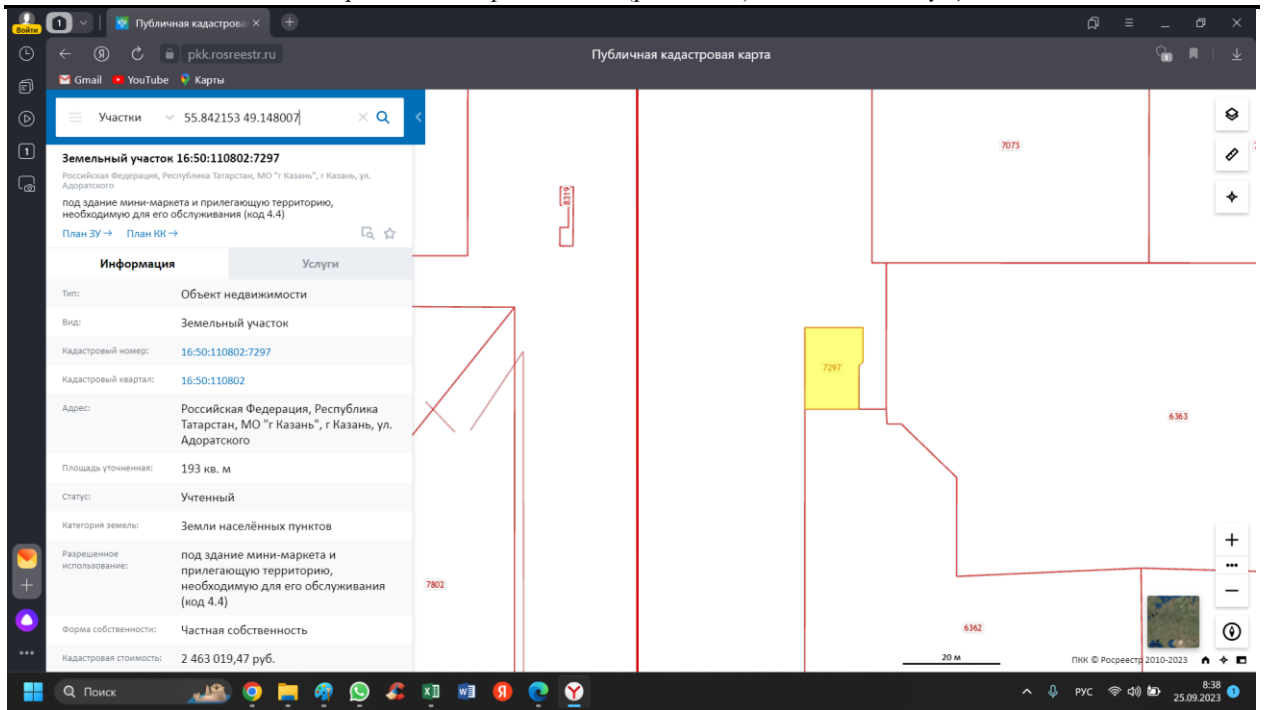 Войти
1
Публичная кадастрова
pkk.rosreestr.ru
Публичная кадастровая карта
1
Gmail
YouTube
Карты
1
Участки
55.842153 49.148007
Земельный участок 16:50:110802:7297
Российская Федерация, Республика Татарстан, МО "г Казань", г Казань, ул.
Адоратского
под здание мини-маркета и прилегающую территорию,
необходимую для его обслуживания (код 4.4)
План ЗУ →
План КК →
Информация
Услуги
Тип:
Объект недвижимости
Вид:
Земельный участок
Кадастровый номер:
16:50:110802:7297
Кадастровый квартал:
16:50:110802
Адрес:
Российская Федерация, Республика
Татарстан, МО "г Казань", г Казань, ул.
Адоратского
Площадь уточненная:
193 кв. м
Статус:
Учтенный
Категория земель:
Земли населённых пунктов
Разрешенное
использование:
под здание мини-маркета и
прилегающую территорию,
необходимую для его обслуживания
(код 4.4)
Форма собственности:
Частная собственность
Кадастровая стоимость:
2 463 019,47 руб.
7073
8319
7297
6363
7802
6362
20 м
ПКК © Росреестр 2010-2023
Поиск
РУС
8:38
25.09.2023
1